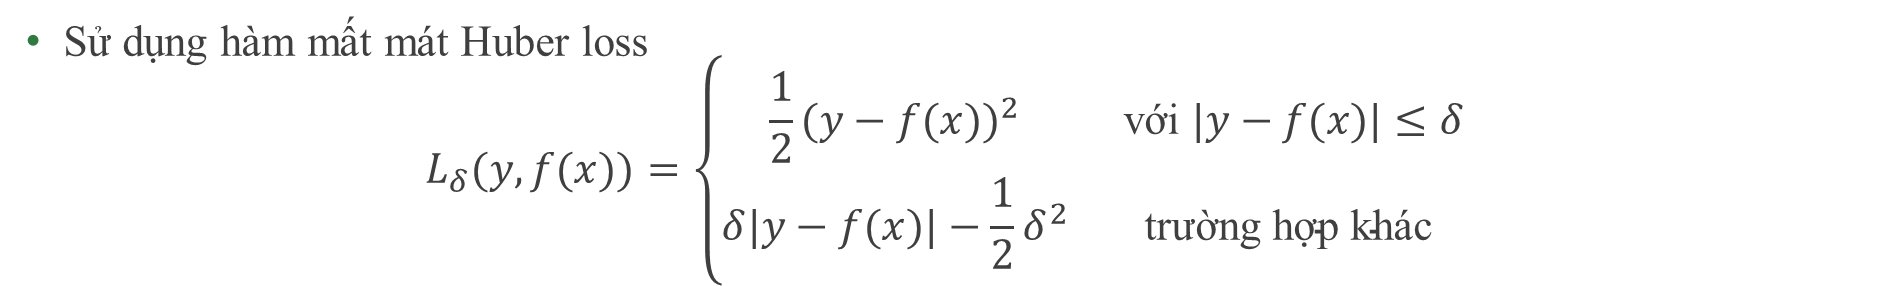 • Sử dụng hàm mất mát Huber loss
L_δ(y, f(x)) = { 1/2 (y − f(x))² với |y − f(x)| ≤ δ
δ|y − f(x)| − 1/2 δ² trường hợp khác